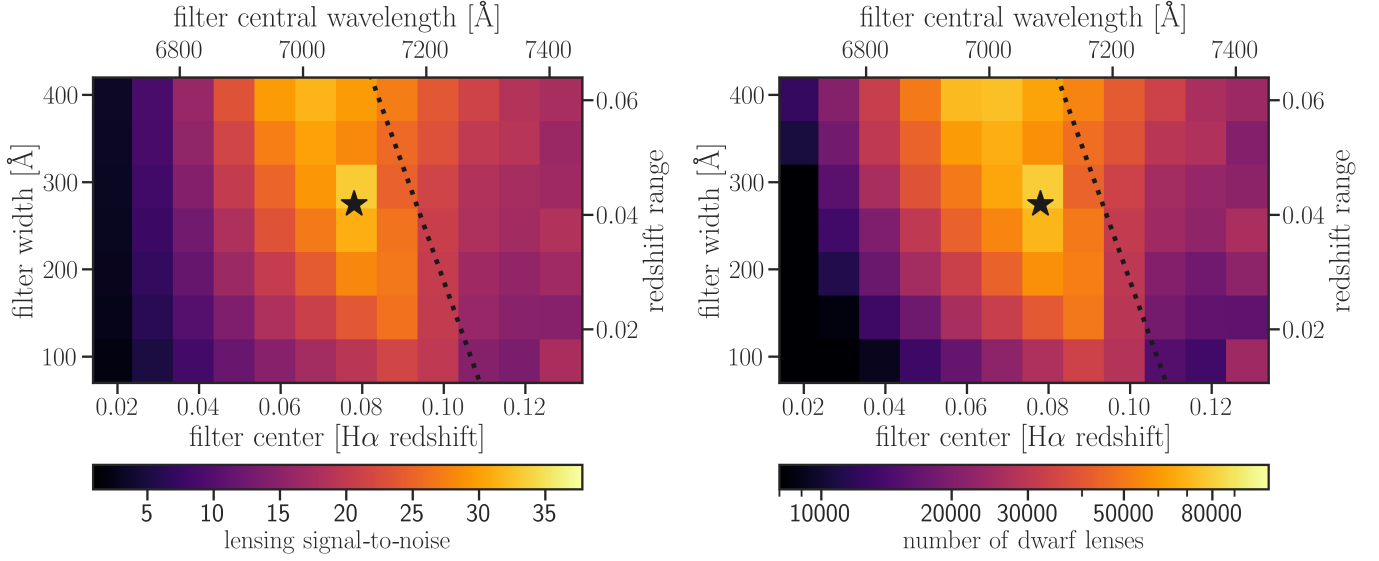 filter central wavelength [Å]
6800 7000 7200 7400
filter width [Å]
400
300
200
100
0.06
0.04
0.02
redshift range
0.02 0.04 0.06 0.08 0.10 0.12
filter center [Hα redshift]
5 10 15 20 25 30 35
lensing signal-to-noise
filter central wavelength [Å]
6800 7000 7200 7400
filter width [Å]
400
300
200
100
0.06
0.04
0.02
redshift range
0.02 0.04 0.06 0.08 0.10 0.12
filter center [Hα redshift]
10000 20000 30000 50000 80000
number of dwarf lenses